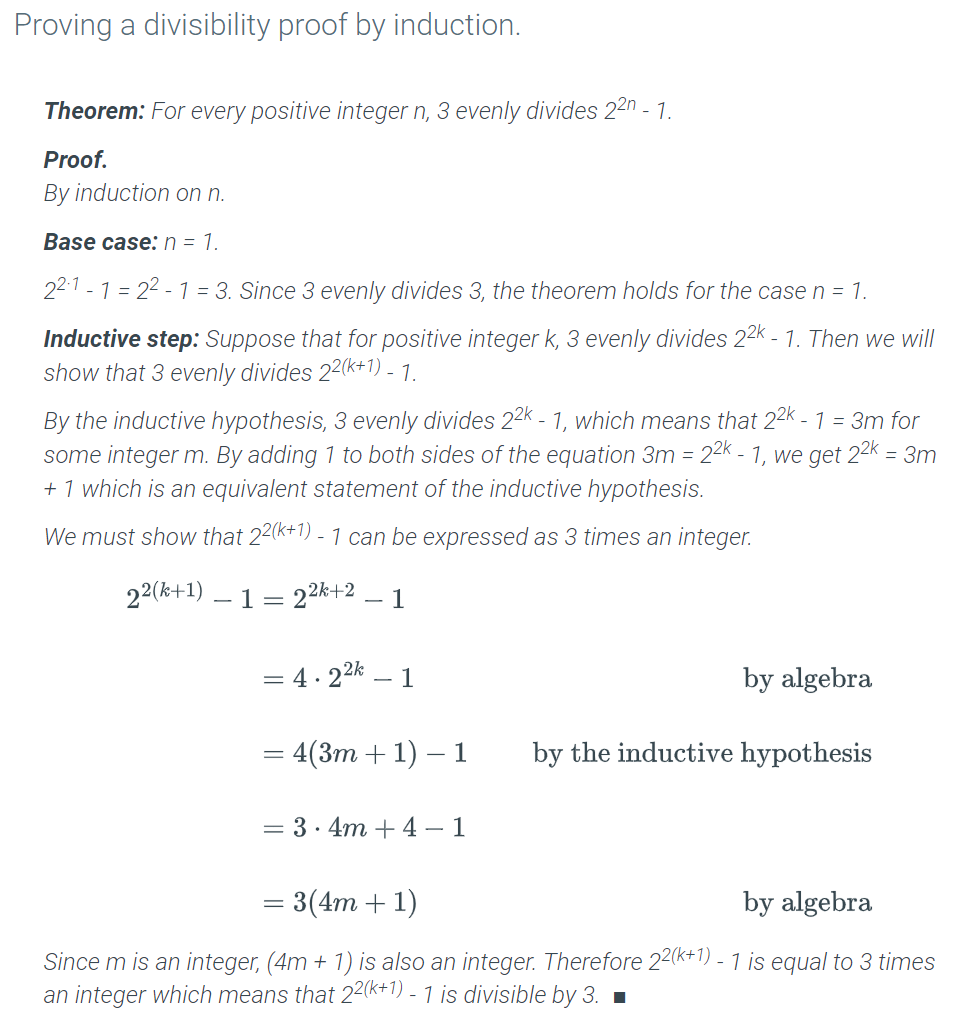 Proving a divisibility proof by induction.
Theorem: For every positive integer n, 3 evenly divides 2^{2n} - 1.
Proof.
By induction on n.
Base case: n = 1.
2^{2·1} - 1 = 2^2 - 1 = 3. Since 3 evenly divides 3, the theorem holds for the case n = 1.
Inductive step: Suppose that for positive integer k, 3 evenly divides 2^{2k} - 1. Then we will
show that 3 evenly divides 2^{2(k+1)} - 1.
By the inductive hypothesis, 3 evenly divides 2^{2k} - 1, which means that 2^{2k} - 1 = 3m for
some integer m. By adding 1 to both sides of the equation 3m = 2^{2k} - 1, we get 2^{2k} = 3m
+ 1 which is an equivalent statement of the inductive hypothesis.
We must show that 2^{2(k+1)} - 1 can be expressed as 3 times an integer.
2^{2(k+1)} − 1 = 2^{2k+2} − 1
= 4 · 2^{2k} − 1 by algebra
= 4(3m + 1) − 1 by the inductive hypothesis
= 3 · 4m + 4 − 1
= 3(4m + 1) by algebra
Since m is an integer, (4m + 1) is also an integer. Therefore 2^{2(k+1)} - 1 is equal to 3 times
an integer which means that 2^{2(k+1)} - 1 is divisible by 3. ■